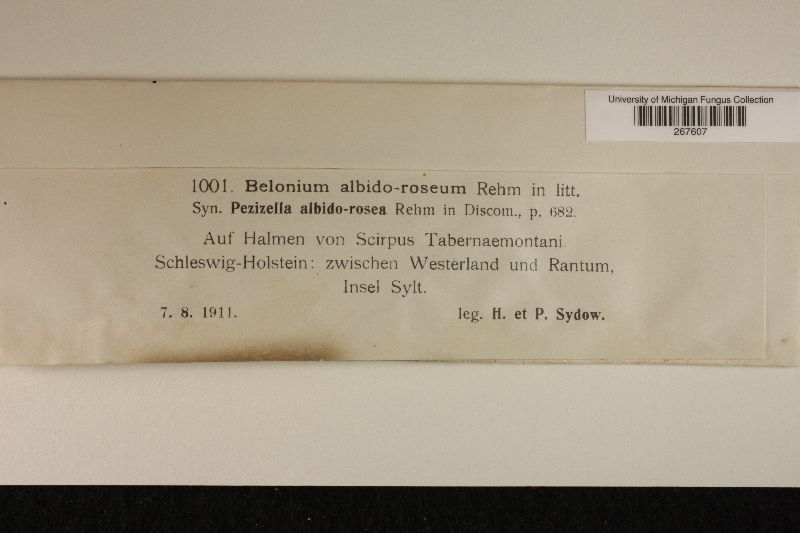 University of Michigan Fungus Collection
267607
1001. Belonium albido-roseum Rehm in litt.
Syn. Pezizella albido-rosea Rehm in Discom., p. 682.
Auf Halmen von Scirpus Tabernaemontani.
Schleswig-Holstein: zwischen Westerland und Rantum,
Insel Sylt.
7. 8. 1911. leg. H. et P. Sydow.